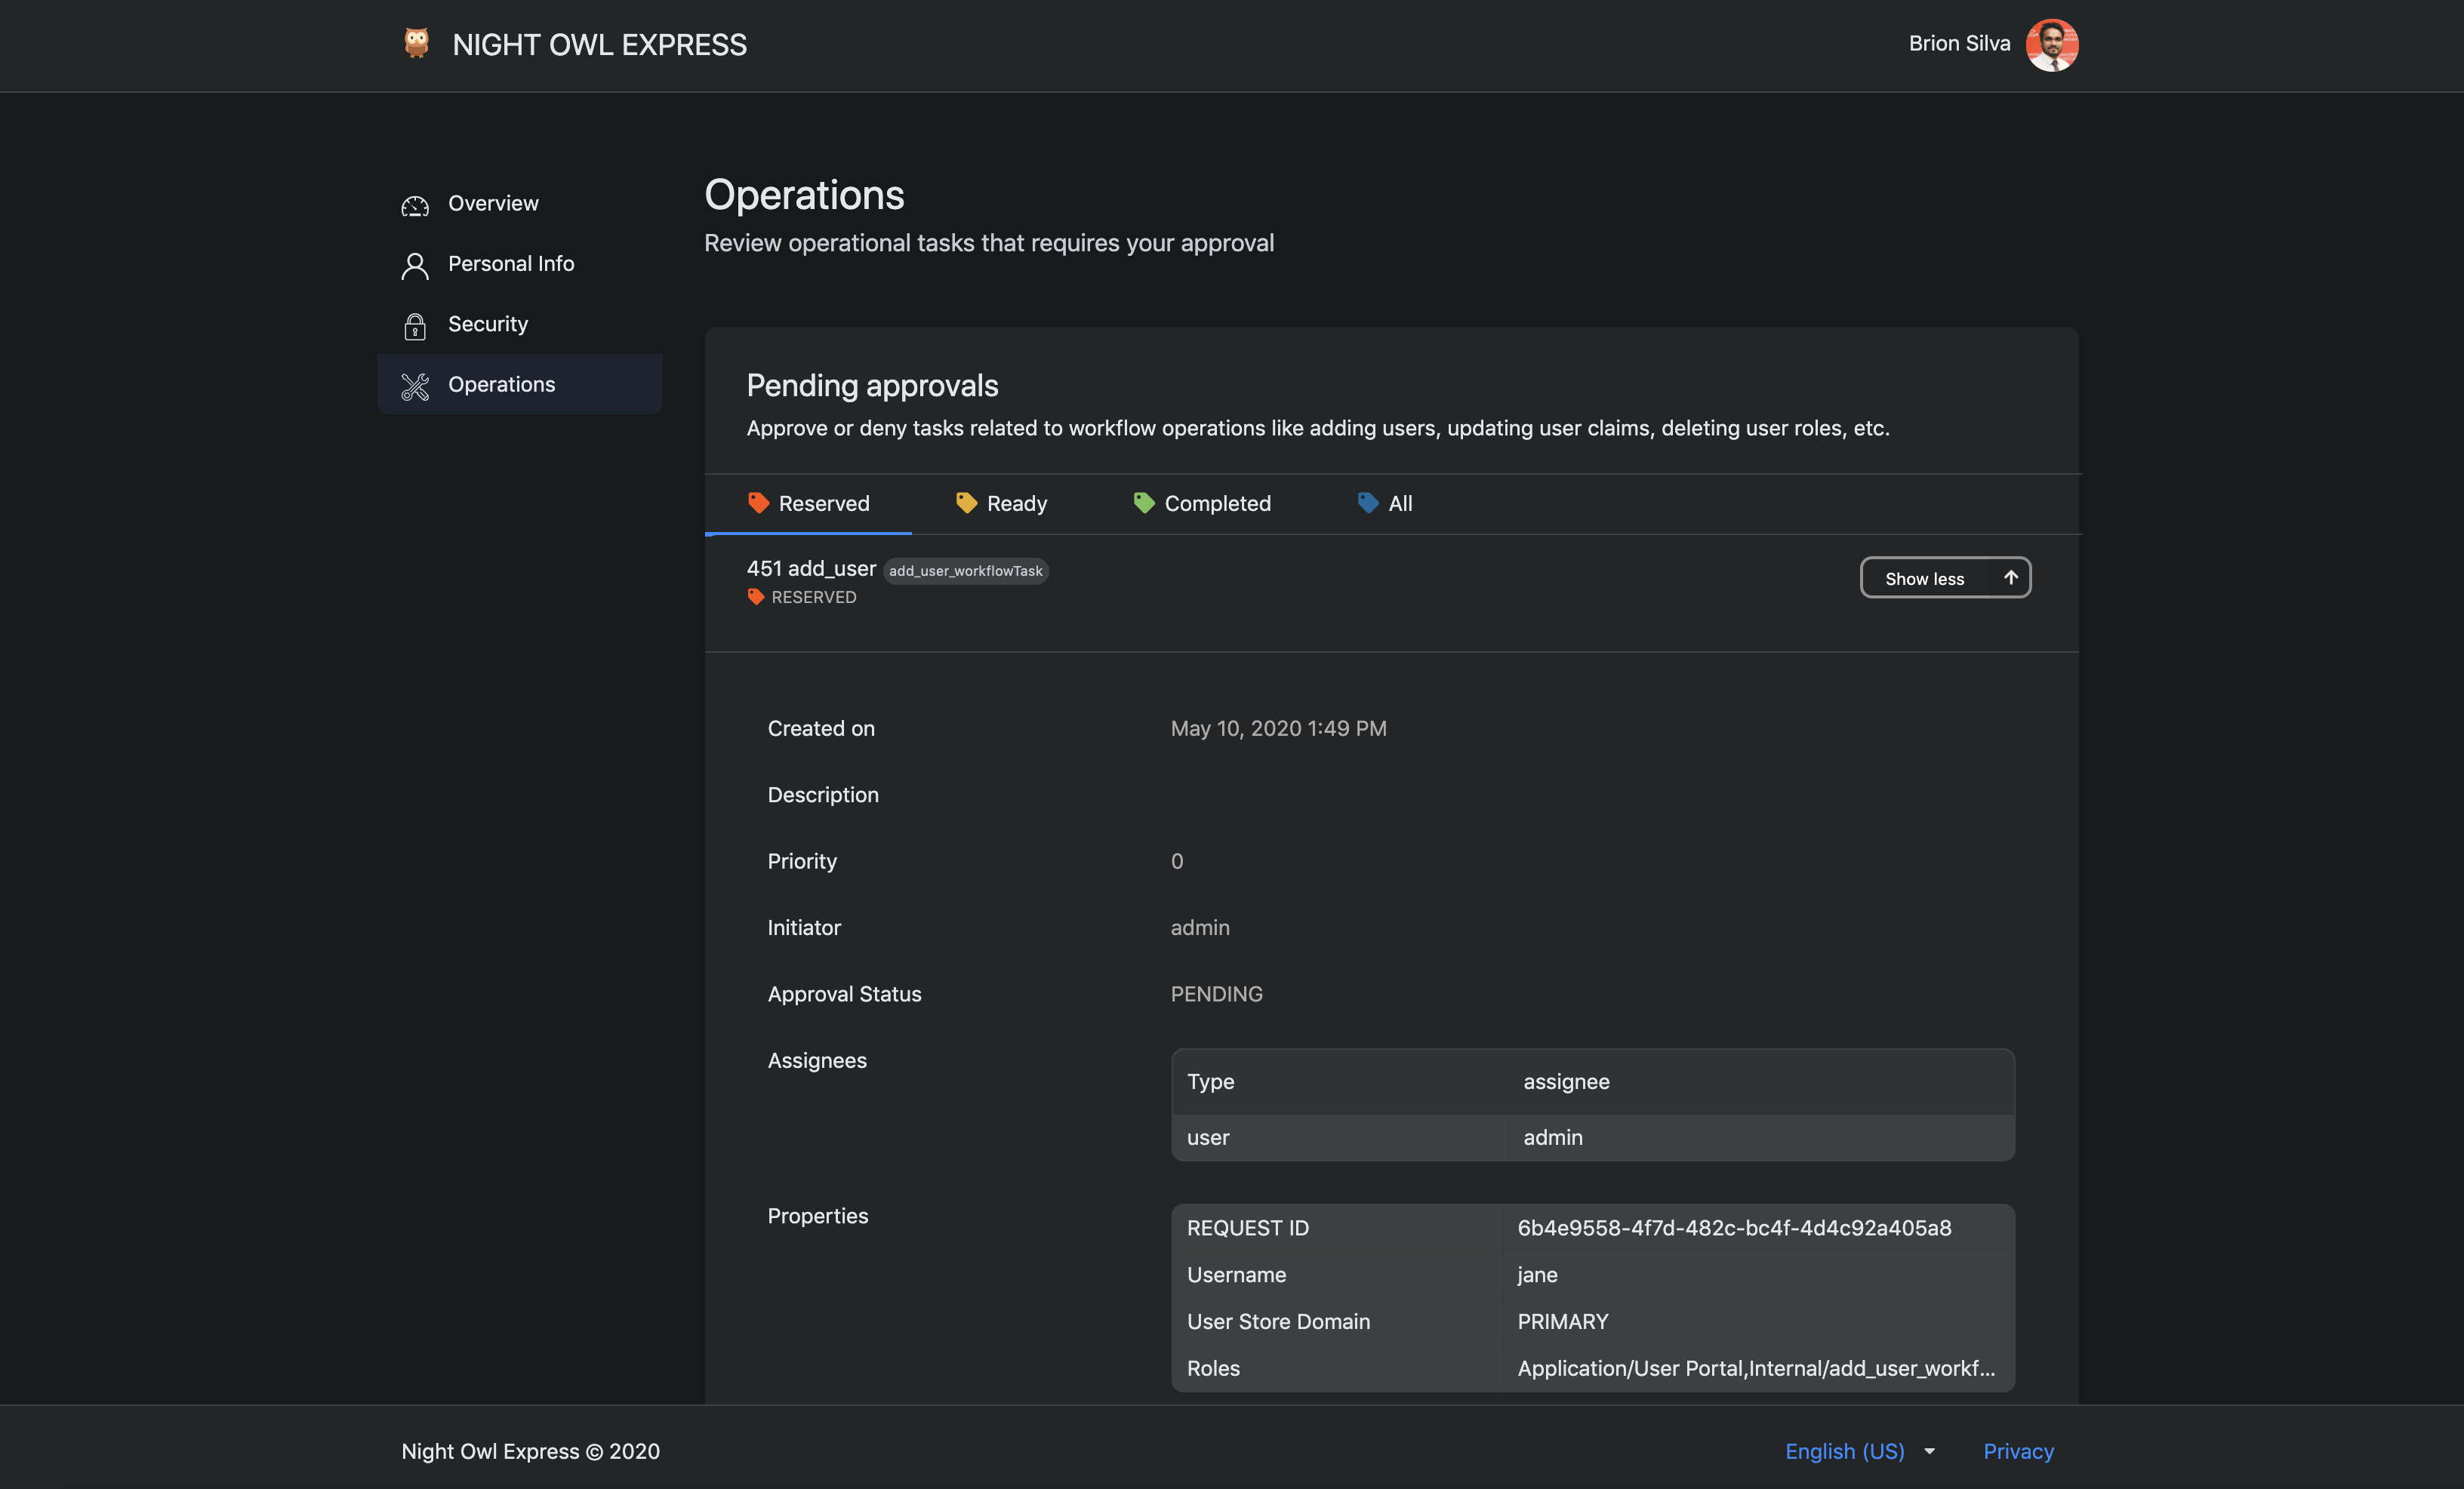 NIGHT OWL EXPRESS
Brion Silva
Overview
Personal Info
Security
Operations
Operations
Review operational tasks that requires your approval
Pending approvals
Approve or deny tasks related to workflow operations like adding users, updating user claims, deleting user roles, etc.
Reserved Ready Completed All
451 add_user add_user_workflowTask
RESERVED
Show less
Created on May 10, 2020 1:49 PM
Description
Priority 0
Initiator admin
Approval Status PENDING
Assignees
Type assignee
user admin
Properties
REQUEST ID 6b4e9558-4f7d-482c-bc4f-4d4c92a405a8
Username jane
User Store Domain PRIMARY
Roles Application/User Portal,Internal/add_user_workf...
Night Owl Express © 2020
English (US) Privacy